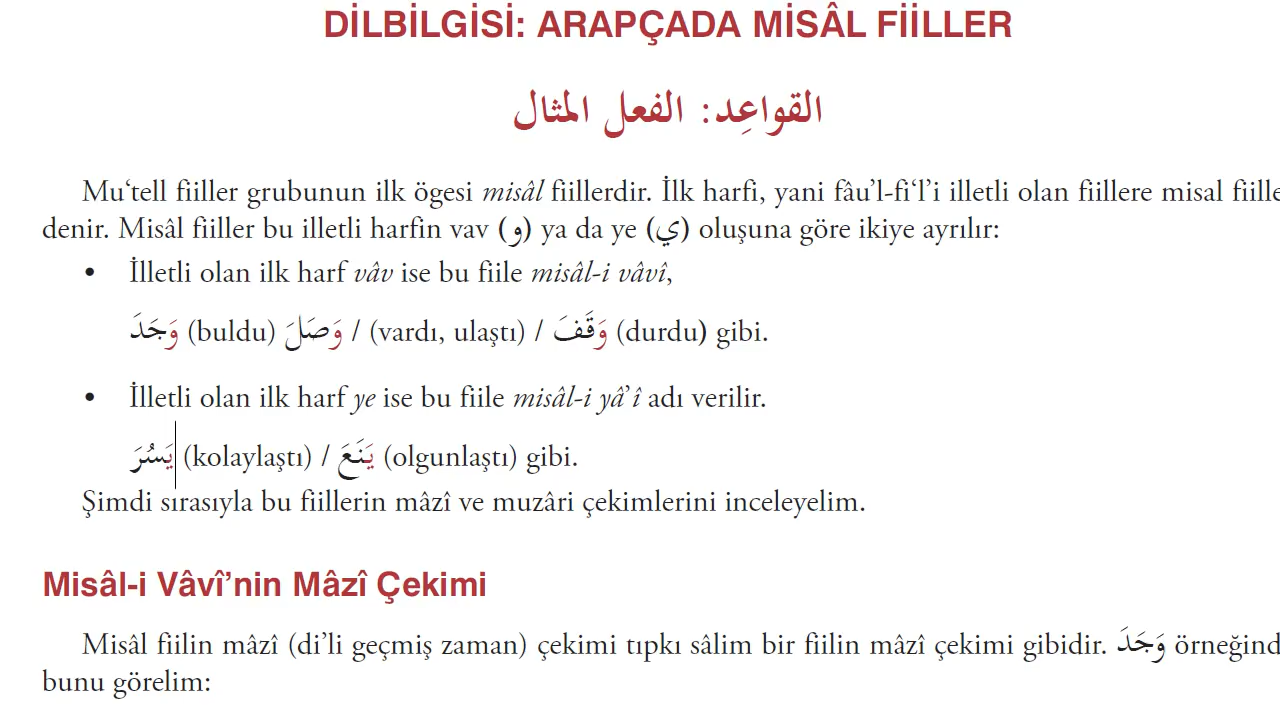 DİLBİLGİSİ: ARAPÇADA MİSÂL FİİLLER
القواعِد: الفعل المثال
Mu‘tell fiiller grubunun ilk ögesi misâl fiillerdir. İlk harfi, yani fâu’l-fi‘l’i illetli olan fiillere misal fiille
denir. Misâl fiiller bu illetli harfin vav (و) ya da ye (ي) oluşuna göre ikiye ayrılır:
• İlletli olan ilk harf vâv ise bu fiile misâl-i vâvî,
وَجَدَ (buldu) وَصَلَ / (vardı, ulaştı) / وَقَفَ (durdu) gibi.
• İlletli olan ilk harf ye ise bu fiile misâl-i yâ’î adı verilir.
يَسُرَ (kolaylaştı) / يَنَعَ (olgunlaştı) gibi.
Şimdi sırasıyla bu fiillerin mâzî ve muzâri çekimlerini inceleyelim.
Misâl-i Vâvî’nin Mâzî Çekimi
Misâl fiilin mâzî (di’li geçmiş zaman) çekimi tıpkı sâlim bir fiilin mâzî çekimi gibidir. وَجَدَ örneğind
bunu görelim: